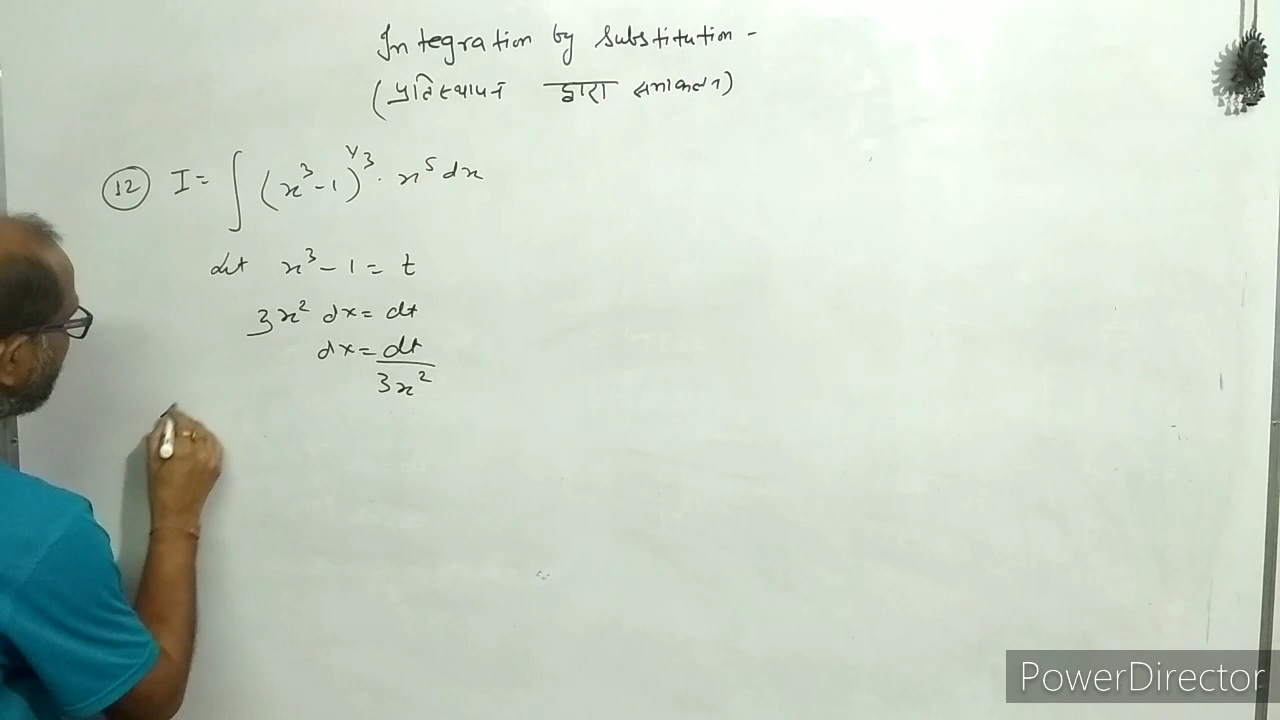 Integration by Substitution -
(प्रतिस्थापन द्वारा समाकलन)
(12) I = ∫ (x³ - 1)^1/3 . x⁵ dx
Let x³ - 1 = t
3x² dx = dt
dx = dt/3x²
PowerDirector